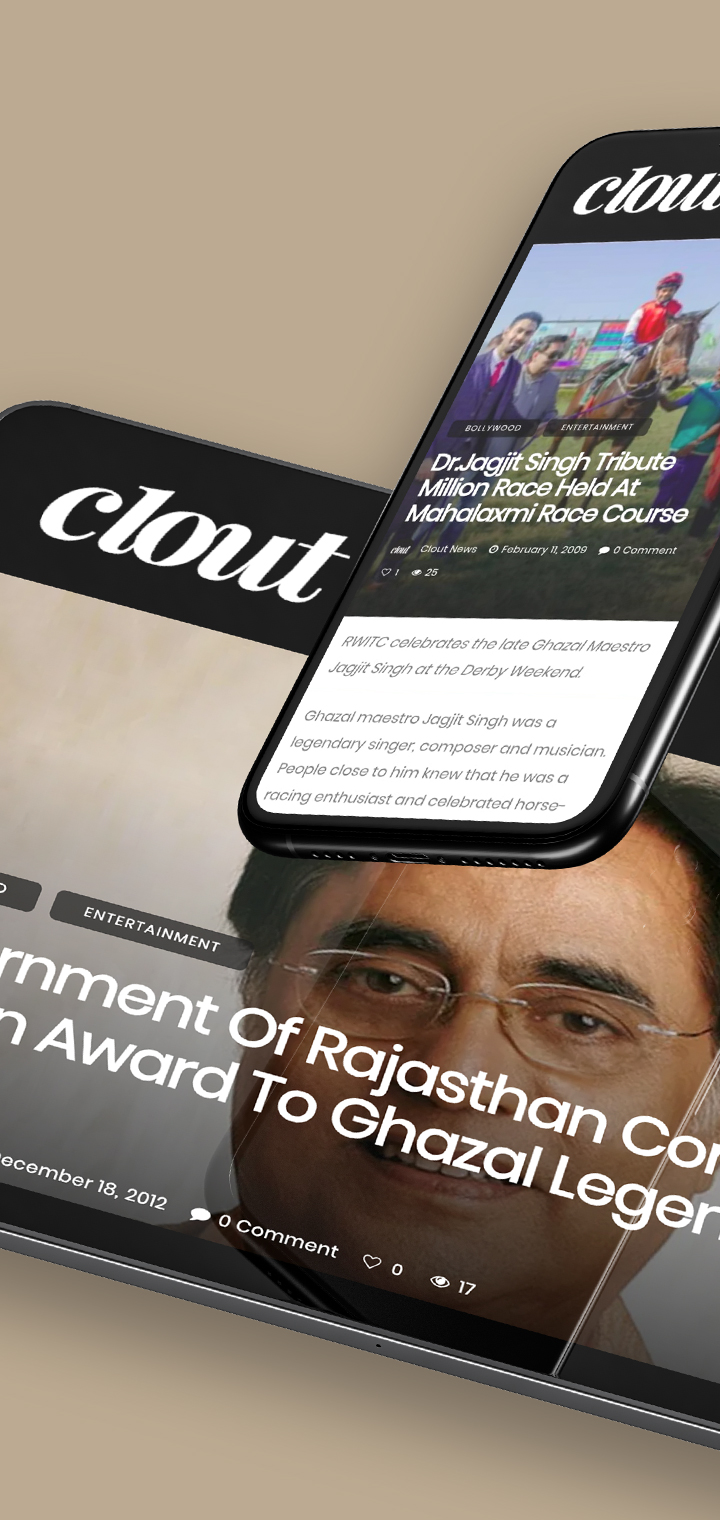 clout
BOLLYWOOD
ENTERTAINMENT
Dr.Jagjit Singh Tribute
Million Race Held At
Mahalaxmi Race Course
clout Clout News February 11, 2009 0 Comment
1 25
RWITC celebrates the late Ghazal Maestro
Jagjit Singh at the Derby Weekend.
Ghazal maestro Jagjit Singh was a
legendary singer, composer and musician.
People close to him knew that he was a
racing enthusiast and celebrated horse-
clout
ENTERTAINMENT
rnment Of Rajasthan Con
n Award To Ghazal Legen
ecember 18, 2012 0 Comment 0 17